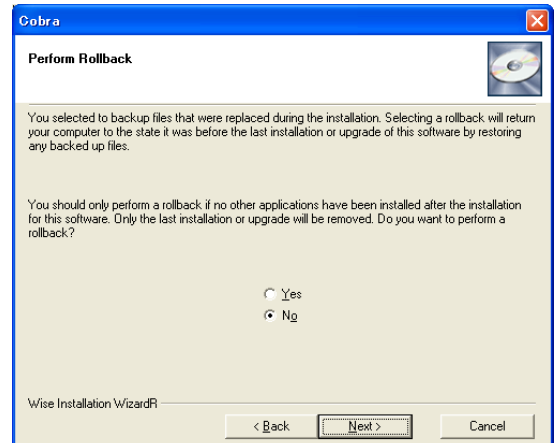 Cobra
Perform Rollback
You selected to backup files that were replaced during the installation. Selecting a rollback will return
your computer to the state it was before the last installation or upgrade of this software by restoring
any backed up files.
You should only perform a rollback if no other applications have been installed after the installation
for this software. Only the last installation or upgrade will be removed. Do you want to perform a
rollback?
Yes
No
Wise Installation WizardR
< Back
Next >
Cancel